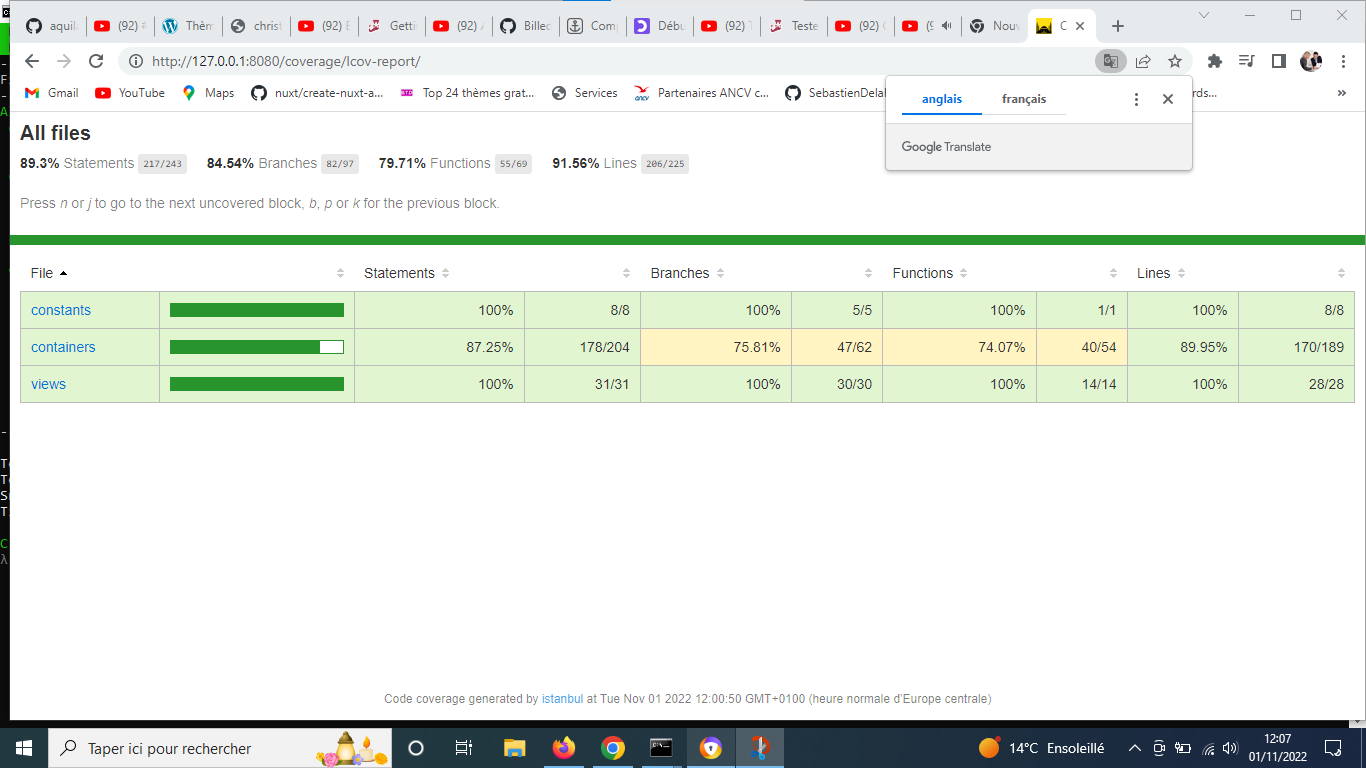 aquila (92) Thèm christ (92) E Getti (92) A Billec Com Débu (92) T Teste (92) C (9 Nouv C
http://127.0.0.1:8080/coverage/lcov-report/
Gmail YouTube Maps nuxt/create-nuxt-a... Top 24 thèmes grat... Services Partenaires ANCV c... SebastienDelab rds... »
anglais français
Google Translate
All files
89.3% Statements 217/243 84.54% Branches 82/97 79.71% Functions 55/69 91.56% Lines 206/225
Press n or j to go to the next uncovered block, b, p or k for the previous block.
File Statements Branches Functions Lines
constants 100% 8/8 100% 5/5 100% 1/1 100% 8/8
containers 87.25% 178/204 75.81% 47/62 74.07% 40/54 89.95% 170/189
views 100% 31/31 100% 30/30 100% 14/14 100% 28/28
Code coverage generated by istanbul at Tue Nov 01 2022 12:00:50 GMT+0100 (heure normale d'Europe centrale)
Taper ici pour rechercher
14°C Ensoleillé
12:07
01/11/2022